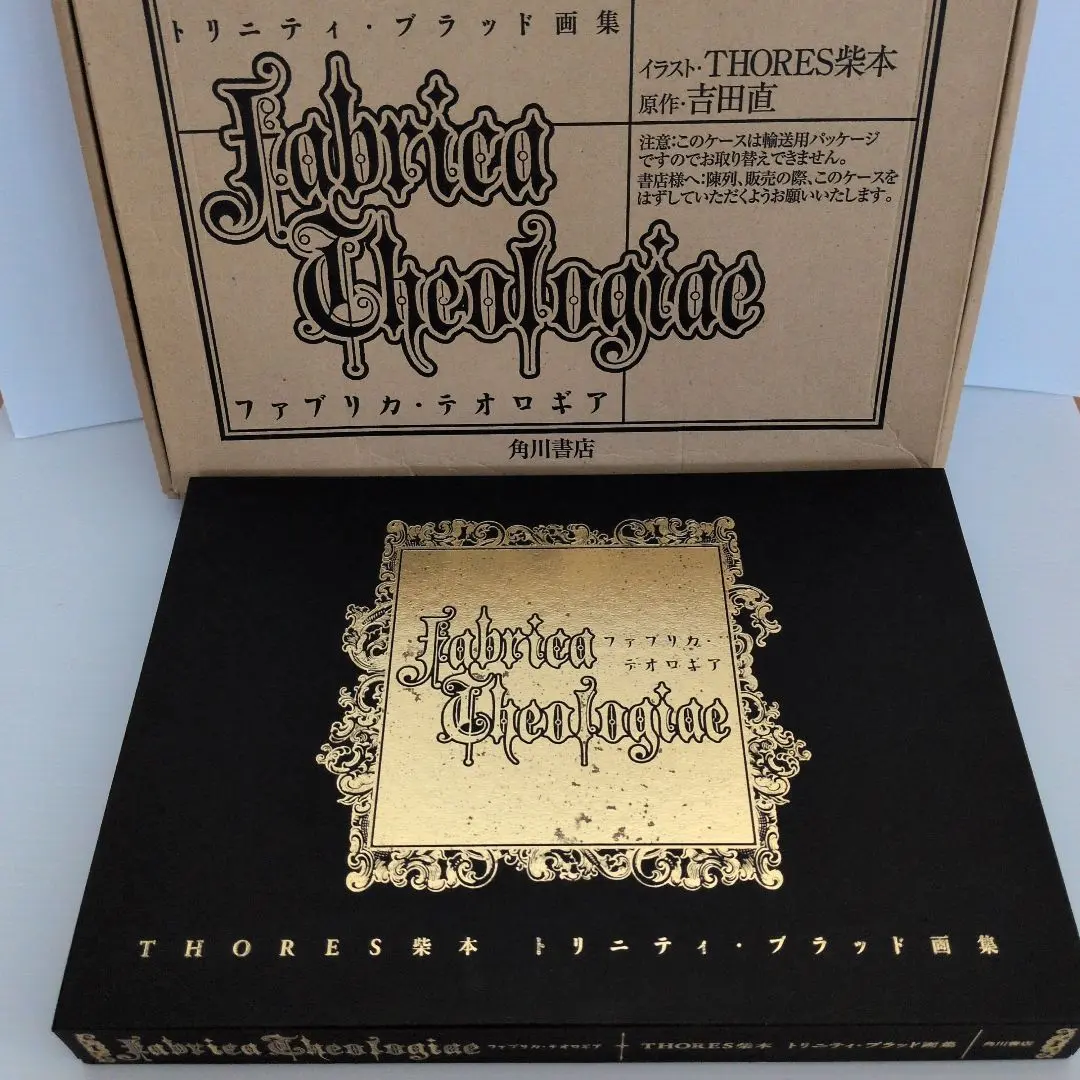 トリニティ・ブラッド画集
Fabrica
Theologiae
ファブリカ・テオロギア
イラスト・THORES柴本
原作・吉田直
注意:このケースは輸送用パッケージ
ですのでお取り替えできません。
書店様へ:陳列、販売の際、このケースを
はずしていただくようお願いいたします。
角川書店
Fabrica ファブリカ・
テオロギア
Theologiae
THORES柴本 トリニティ・ブラッド画集
Fabrica Theologiae ファブリカ・テオロギア THORES柴本 トリニティ・ブラッド画集 角川書店